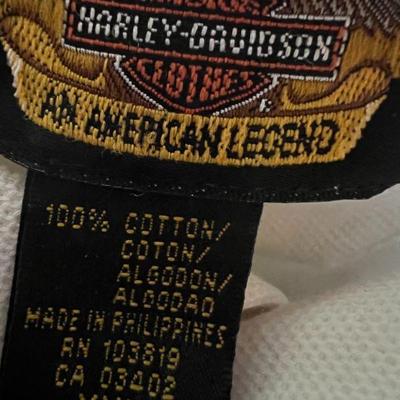 HARLEY-DAVIDSON
CLOTHES
®
AN AMERICAN LEGEND
100% COTTON/
COTON/
ALGODON/
ALGODAO
MADE IN PHILIPPINES
RN 103819
CA 03402